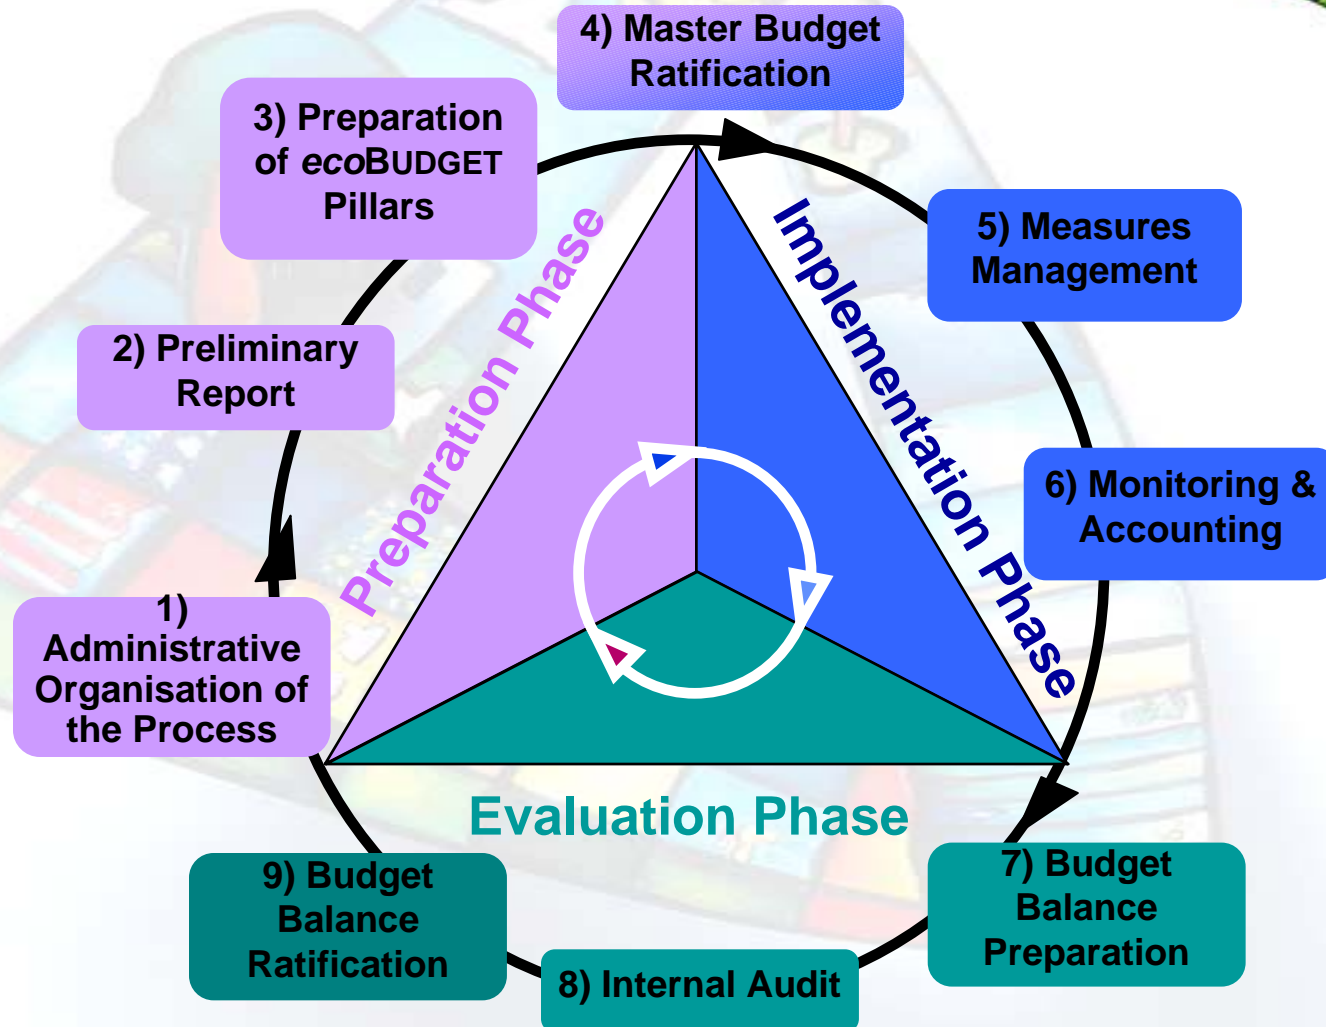 4) Master Budget
Ratification
3) Preparation
of ecoBUDGET
Pillars
5) Measures
Management
2) Preliminary
Report
6) Monitoring &
Accounting
1)
Administrative
Organisation of
the Process
Preparation Phase
Implementation Phase
Evaluation Phase
7) Budget
Balance
Preparation
9) Budget
Balance
Ratification
8) Internal Audit